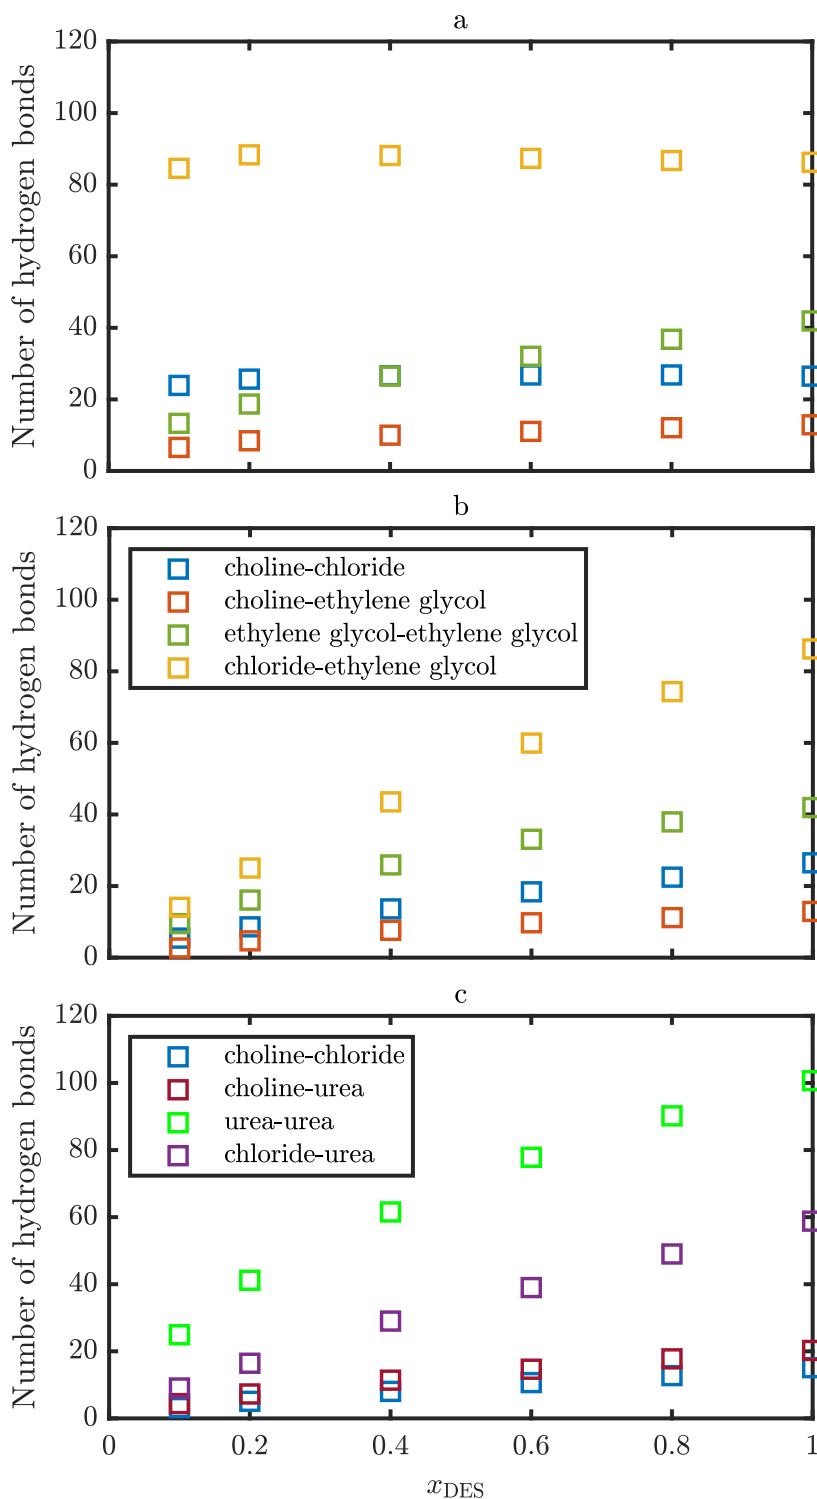 a
120
100
80
60
40
20
0
Number of hydrogen bonds
b
120
100
80
60
40
20
0
Number of hydrogen bonds
choline-chloride
choline-ethylene glycol
ethylene glycol-ethylene glycol
chloride-ethylene glycol
c
120
100
80
60
40
20
0
Number of hydrogen bonds
choline-chloride
choline-urea
urea-urea
chloride-urea
0 0.2 0.4 0.6 0.8 1
x_DES